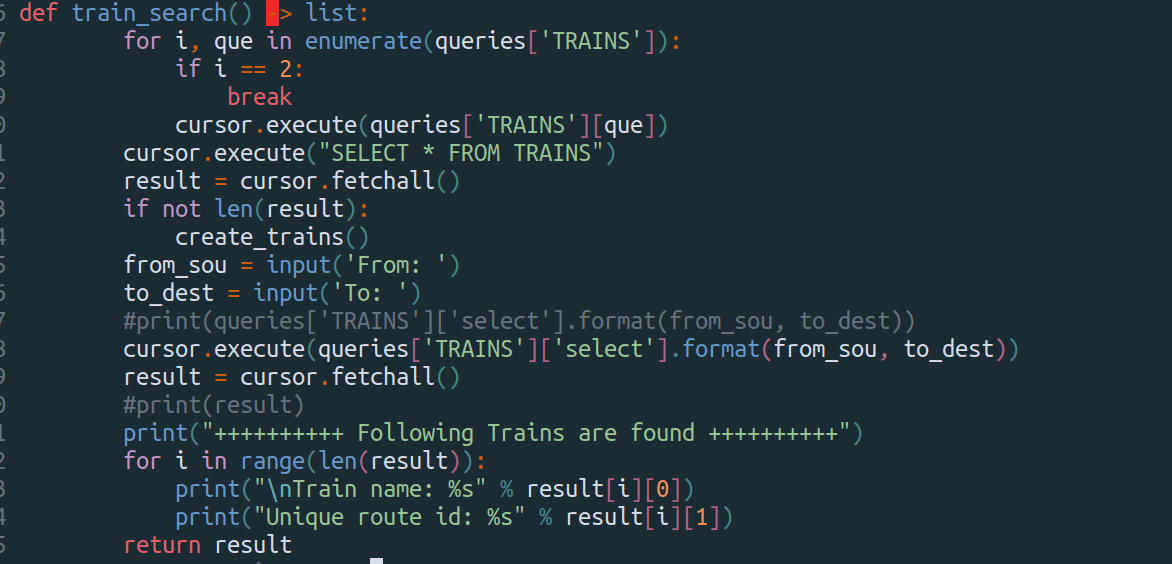 6 def train_search() -> list:
7 for i, que in enumerate(queries['TRAINS']):
8 if i == 2:
9 break
0 cursor.execute(queries['TRAINS'][que])
1 cursor.execute("SELECT * FROM TRAINS")
2 result = cursor.fetchall()
3 if not len(result):
4 create_trains()
5 from_sou = input('From: ')
6 to_dest = input('To: ')
7 #print(queries['TRAINS']['select'].format(from_sou, to_dest))
8 cursor.execute(queries['TRAINS']['select'].format(from_sou, to_dest))
9 result = cursor.fetchall()
0 #print(result)
1 print("++++++++++ Following Trains are found ++++++++++")
2 for i in range(len(result)):
3 print("\nTrain name: %s" % result[i][0])
4 print("Unique route id: %s" % result[i][1])
5 return result